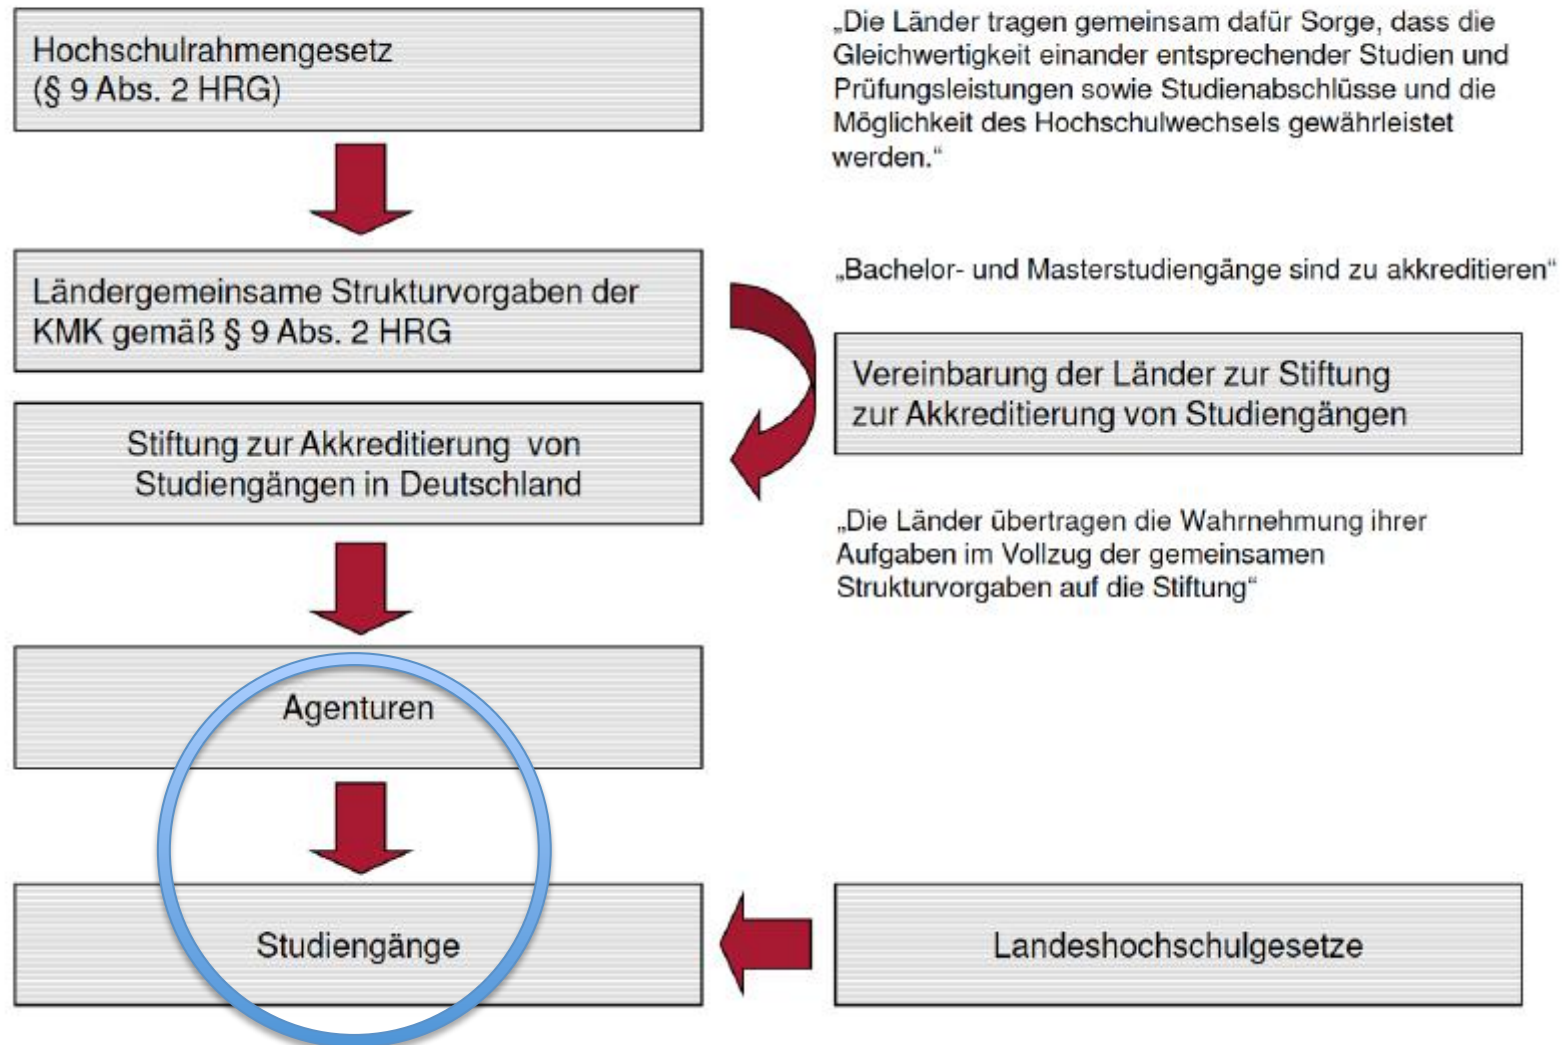 Hochschulrahmengesetz
(§ 9 Abs. 2 HRG)
„Die Länder tragen gemeinsam dafür Sorge, dass die
Gleichwertigkeit einander entsprechender Studien und
Prüfungsleistungen sowie Studienabschlüsse und die
Möglichkeit des Hochschulwechsels gewährleistet
werden.“
Ländergemeinsame Strukturvorgaben der
KMK gemäß § 9 Abs. 2 HRG
„Bachelor- und Masterstudiengänge sind zu akkreditieren“
Vereinbarung der Länder zur Stiftung
zur Akkreditierung von Studiengängen
Stiftung zur Akkreditierung von
Studiengängen in Deutschland
„Die Länder übertragen die Wahrnehmung ihrer
Aufgaben im Vollzug der gemeinsamen
Strukturvorgaben auf die Stiftung“
Agenturen
Studiengänge
Landeshochschulgesetze